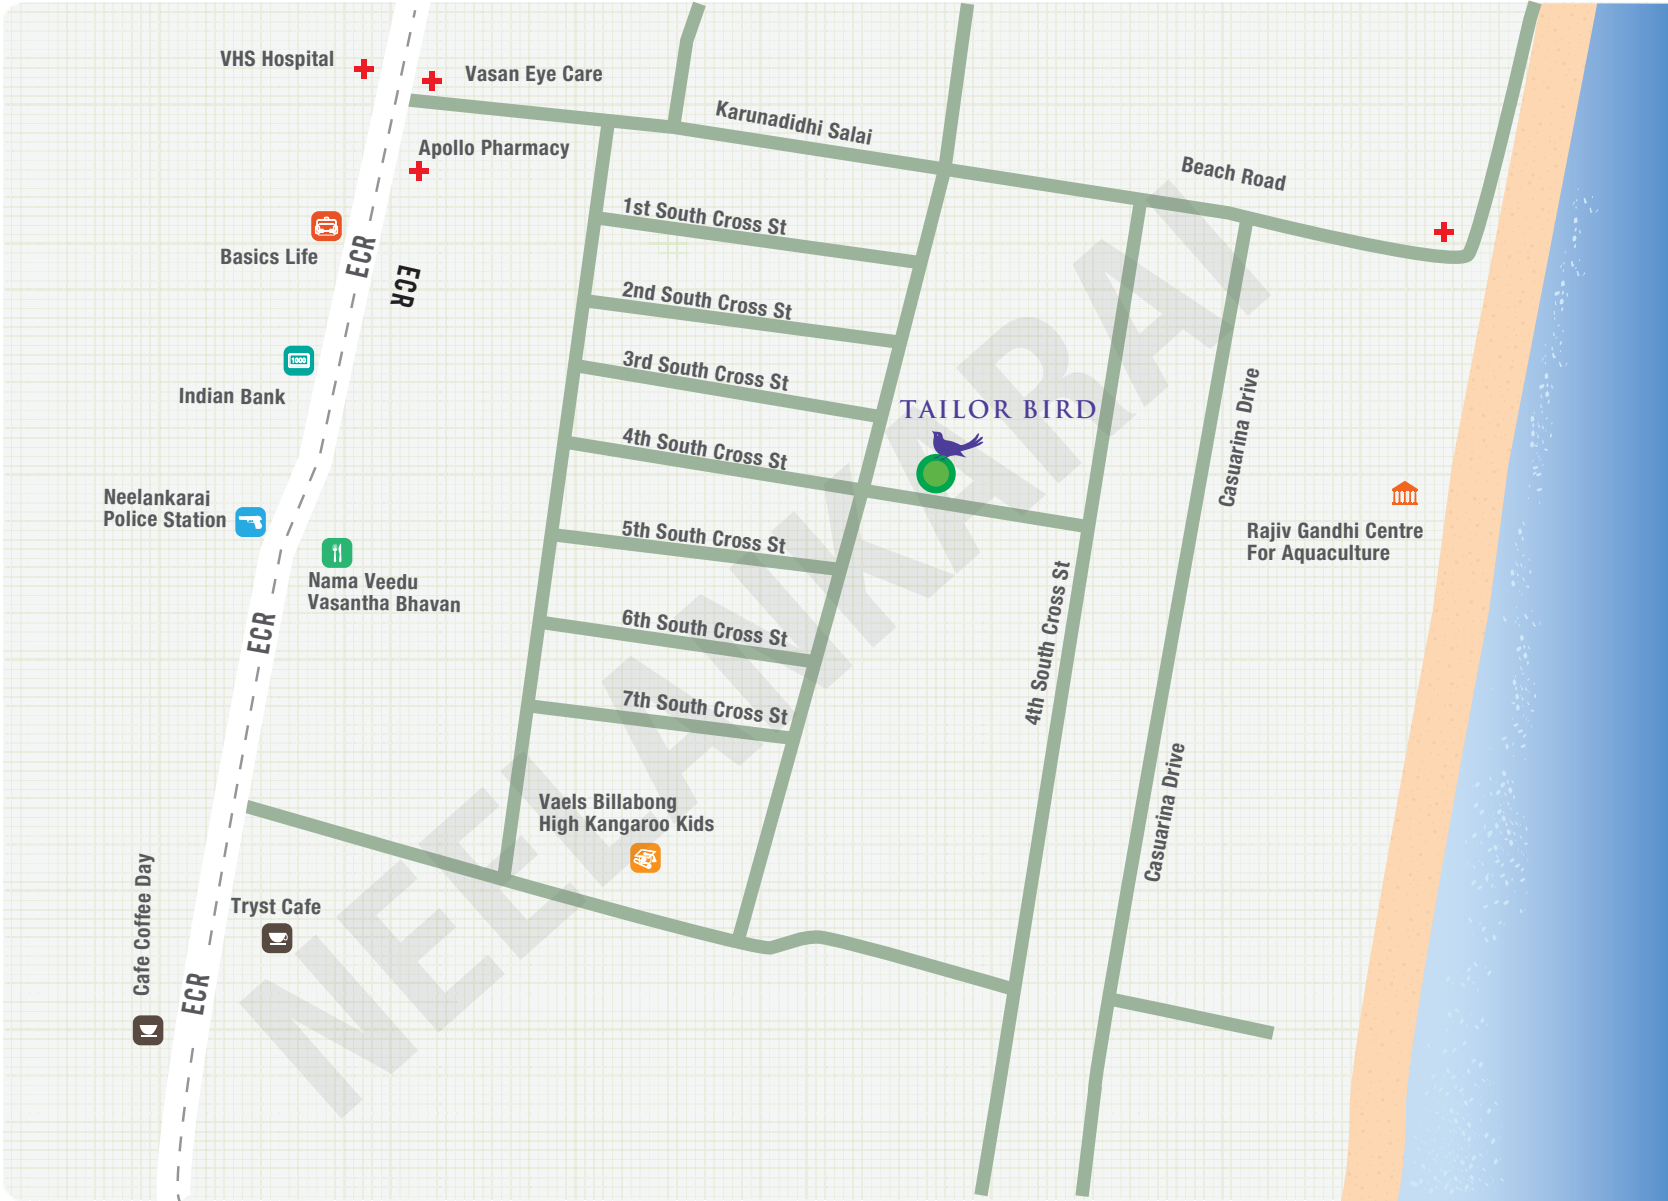 VHS Hospital
Vasan Eye Care
Karunadidhi Salai
Apollo Pharmacy
Beach Road
1st South Cross St
Basics Life
ECR
ECR
2nd South Cross St
1000
Indian Bank
3rd South Cross St
TAILOR BIRD
Casuarina Drive
4th South Cross St
Neelankarai
Police Station
Rajiv Gandhi Centre
For Aquaculture
5th South Cross St
Nama Veedu
Vasantha Bhavan
ECR
6th South Cross St
4th South Cross St
7th South Cross St
NEELANKARAI
Vaels Billabong
High Kangaroo Kids
Casuarina Drive
Cafe Coffee Day
Tryst Cafe
ECR